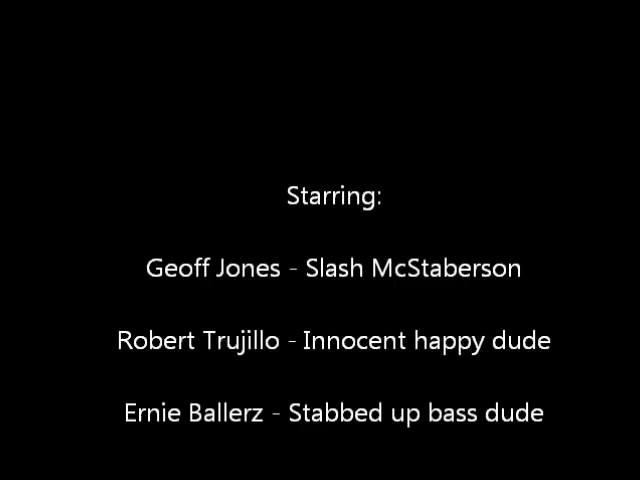 Starring:
Geoff Jones - Slash McStaberson
Robert Trujillo - Innocent happy dude
Ernie Ballerz - Stabbed up bass dude